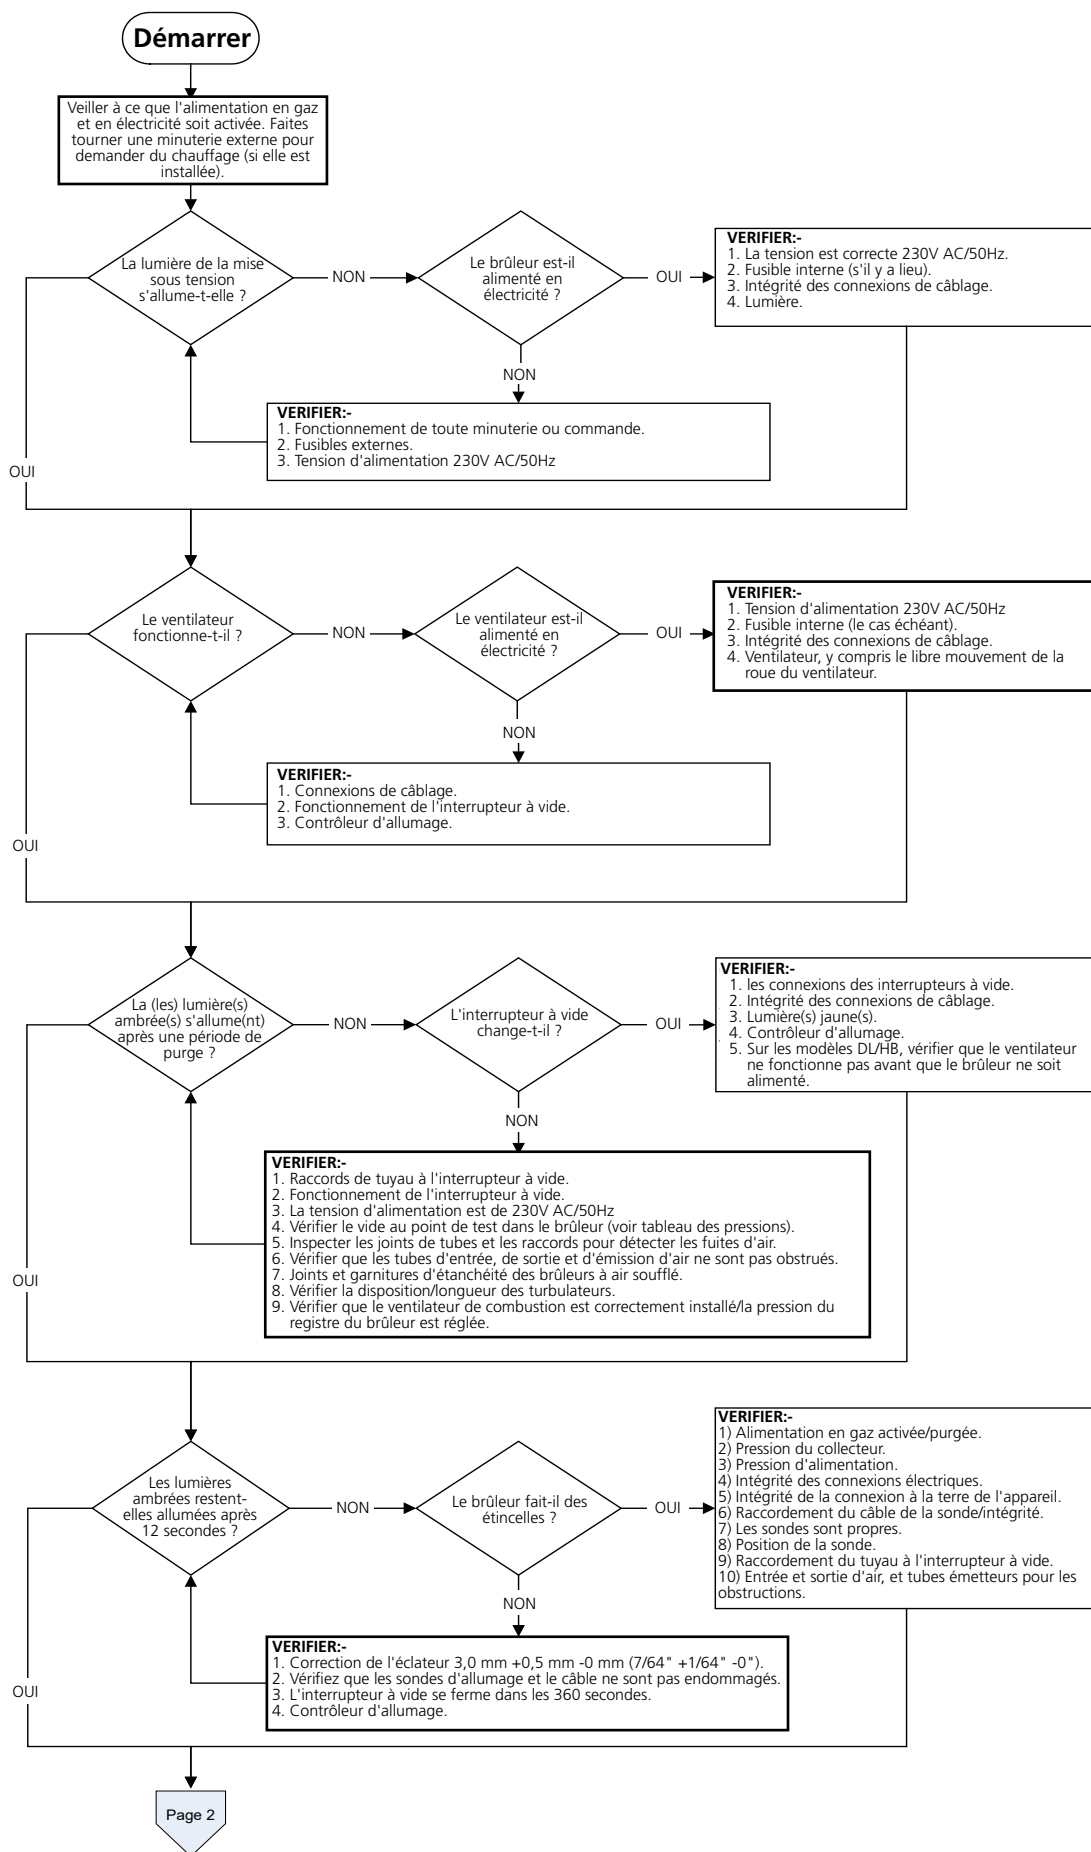 Démarrer
Veiller à ce que l'alimentation en gaz
et en électricité soit activée. Faites
tourner une minuterie externe pour
demander du chauffage (si elle est
installée).
La lumière de la mise
sous tension
s'allume-t-elle ?
NON
Le brûleur est-il
alimenté en
électricité ?
OUI
VERIFIER:-
1. La tension est correcte 230V AC/50Hz.
2. Fusible interne (s'il y a lieu).
3. Intégrité des connexions de câblage.
4. Lumière.
NON
VERIFIER:-
1. Fonctionnement de toute minuterie ou commande.
2. Fusibles externes.
3. Tension d'alimentation 230V AC/50Hz
OUI
Le ventilateur
fonctionne-t-il ?
NON
Le ventilateur est-il
alimenté en
électricité ?
OUI
VERIFIER:-
1. Tension d'alimentation 230V AC/50Hz
2. Fusible interne (le cas échéant).
3. Intégrité des connexions de câblage.
4. Ventilateur, y compris le libre mouvement de la
roue du ventilateur.
NON
VERIFIER:-
1. Connexions de câblage.
2. Fonctionnement de l'interrupteur à vide.
3. Contrôleur d'allumage.
OUI
La (les) lumière(s)
ambrée(s) s'allume(nt)
après une période de
purge ?
NON
L'interrupteur à vide
change-t-il ?
OUI
VERIFIER:-
1. les connexions des interrupteurs à vide.
2. Intégrité des connexions de câblage.
3. Lumière(s) jaune(s).
4. Contrôleur d'allumage.
5. Sur les modèles DL/HB, vérifier que le ventilateur
ne fonctionne pas avant que le brûleur ne soit
alimenté.
NON
VERIFIER:-
1. Raccords de tuyau à l'interrupteur à vide.
2. Fonctionnement de l'interrupteur à vide.
3. La tension d'alimentation est de 230V AC/50Hz
4. Vérifier le vide au point de test dans le brûleur (voir tableau des pressions).
5. Inspecter les joints de tubes et les raccords pour détecter les fuites d'air.
6. Vérifier que les tubes d'entrée, de sortie et d'émission d'air ne sont pas obstrués.
7. Joints et garnitures d'étanchéité des brûleurs à air soufflé.
8. Vérifier la disposition/longueur des turbulateurs.
9. Vérifier que le ventilateur de combustion est correctement installé/la pression du
registre du brûleur est réglée.
OUI
Les lumières
ambrées restent-
elles allumées après
12 secondes ?
NON
Le brûleur fait-il des
étincelles ?
OUI
VERIFIER:-
1) Alimentation en gaz activée/purgée.
2) Pression du collecteur.
3) Pression d'alimentation.
4) Intégrité des connexions électriques.
5) Intégrité de la connexion à la terre de l'appareil.
6) Raccordement du câble de la sonde/intégrité.
7) Les sondes sont propres.
8) Position de la sonde.
9) Raccordement du tuyau à l'interrupteur à vide.
10) Entrée et sortie d'air, et tubes émetteurs pour les
obstructions.
NON
VERIFIER:-
1. Correction de l'éclateur 3,0 mm +0,5 mm -0 mm (7/64" +1/64" -0").
2. Vérifiez que les sondes d'allumage et le câble ne sont pas endommagés.
3. L'interrupteur à vide se ferme dans les 360 secondes.
4. Contrôleur d'allumage.
OUI
Page 2